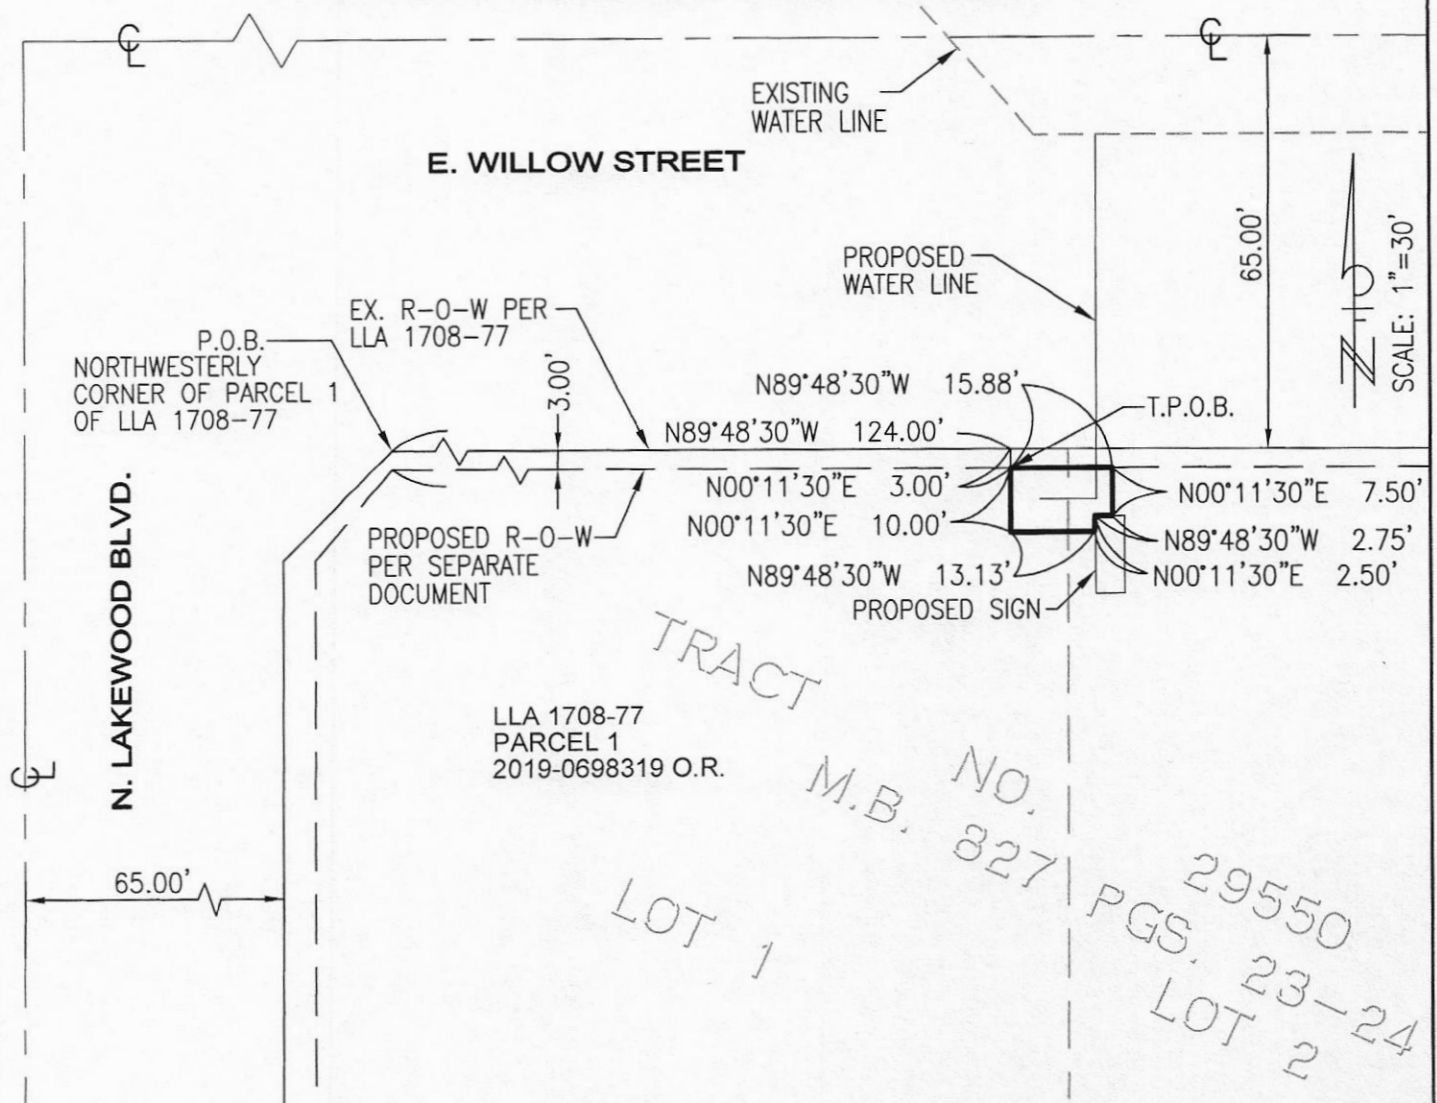 ℄
℄
EXISTING
WATER LINE
E. WILLOW STREET
65.00'
PROPOSED
WATER LINE
N
SCALE: 1"=30'
EX. R-O-W PER
LLA 1708-77
P.O.B.
NORTHWESTERLY
CORNER OF PARCEL 1
OF LLA 1708-77
3.00'
N89°48'30"W 15.88'
T.P.O.B.
N89°48'30"W 124.00'
N00°11'30"E 3.00'
N00°11'30"E 7.50'
N00°11'30"E 10.00'
N89°48'30"W 2.75'
PROPOSED R-O-W
PER SEPARATE
DOCUMENT
N89°48'30"W 13.13'
N00°11'30"E 2.50'
PROPOSED SIGN
N. LAKEWOOD BLVD.
℄
65.00'
LLA 1708-77
PARCEL 1
2019-0698319 O.R.
TRACT NO. 29550
M.B. 827 PGS. 23-24
LOT 1
LOT 2